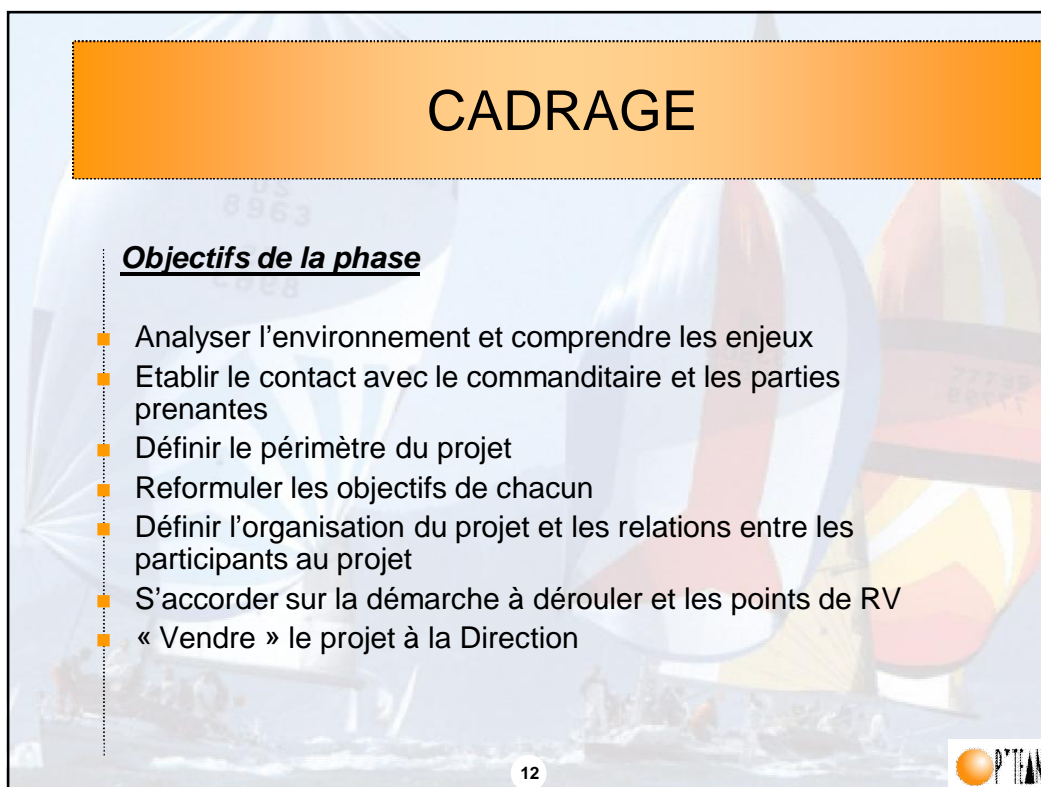 CADRAGE
8963
Objectifs de la phase
Analyser l’environnement et comprendre les enjeux
Etablir le contact avec le commanditaire et les parties
prenantes
Définir le périmètre du projet
Reformuler les objectifs de chacun
Définir l’organisation du projet et les relations entre les
participants au projet
S’accorder sur la démarche à dérouler et les points de RV
« Vendre » le projet à la Direction
12